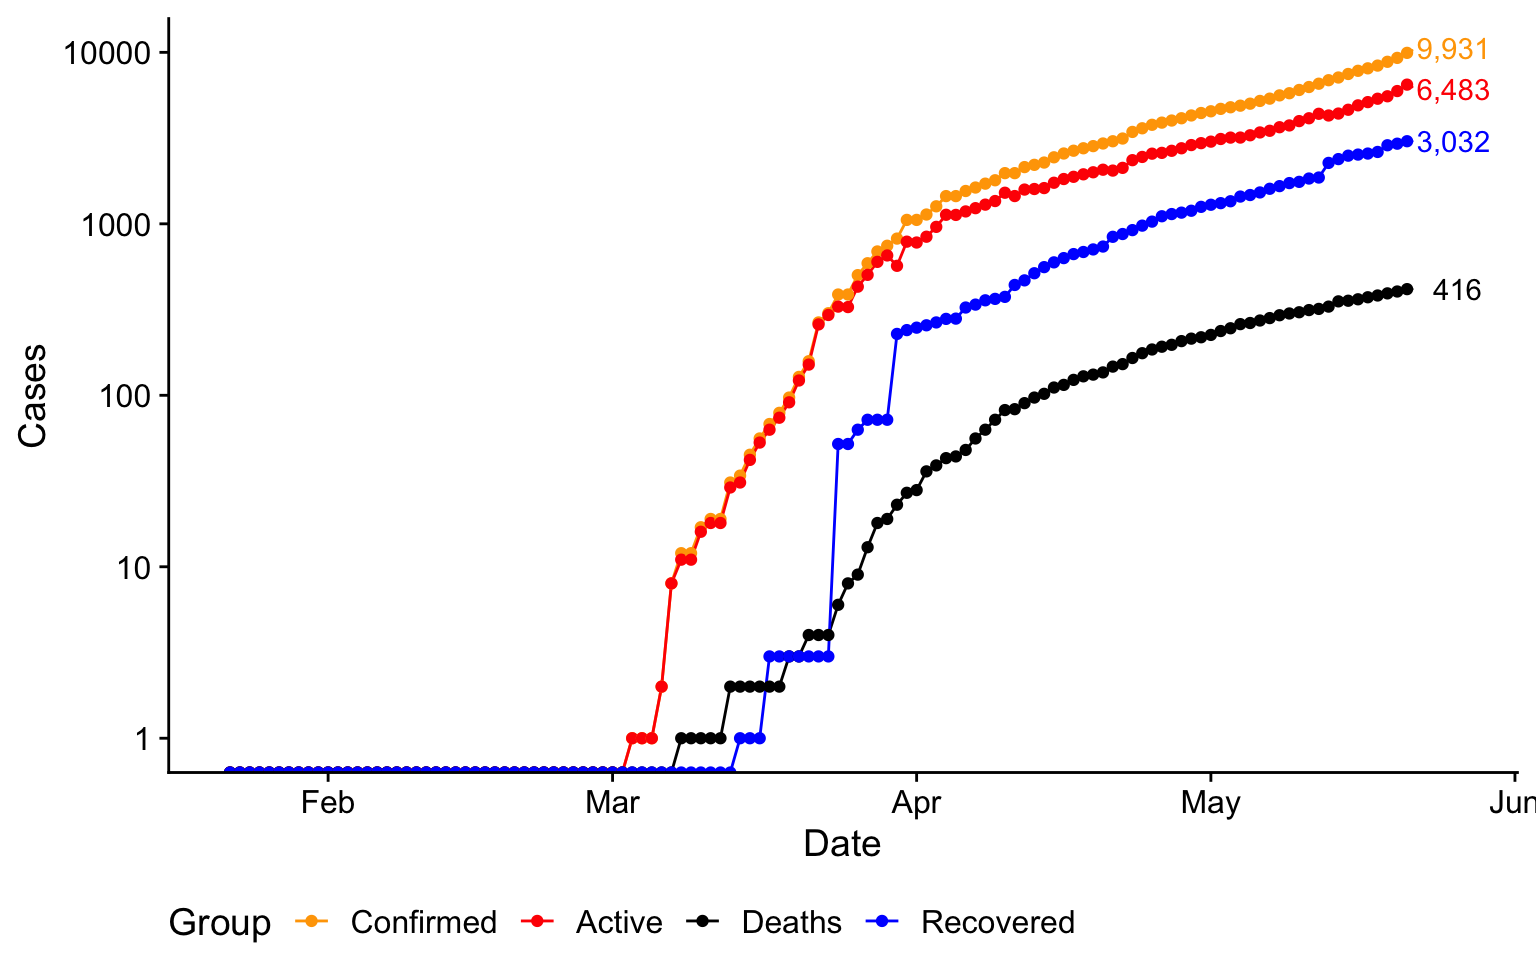 10000
1000
100
10
1
Cases
9,931
6,483
3,032
416
Feb Mar Apr May Jun
Date
Group Confirmed Active Deaths Recovered